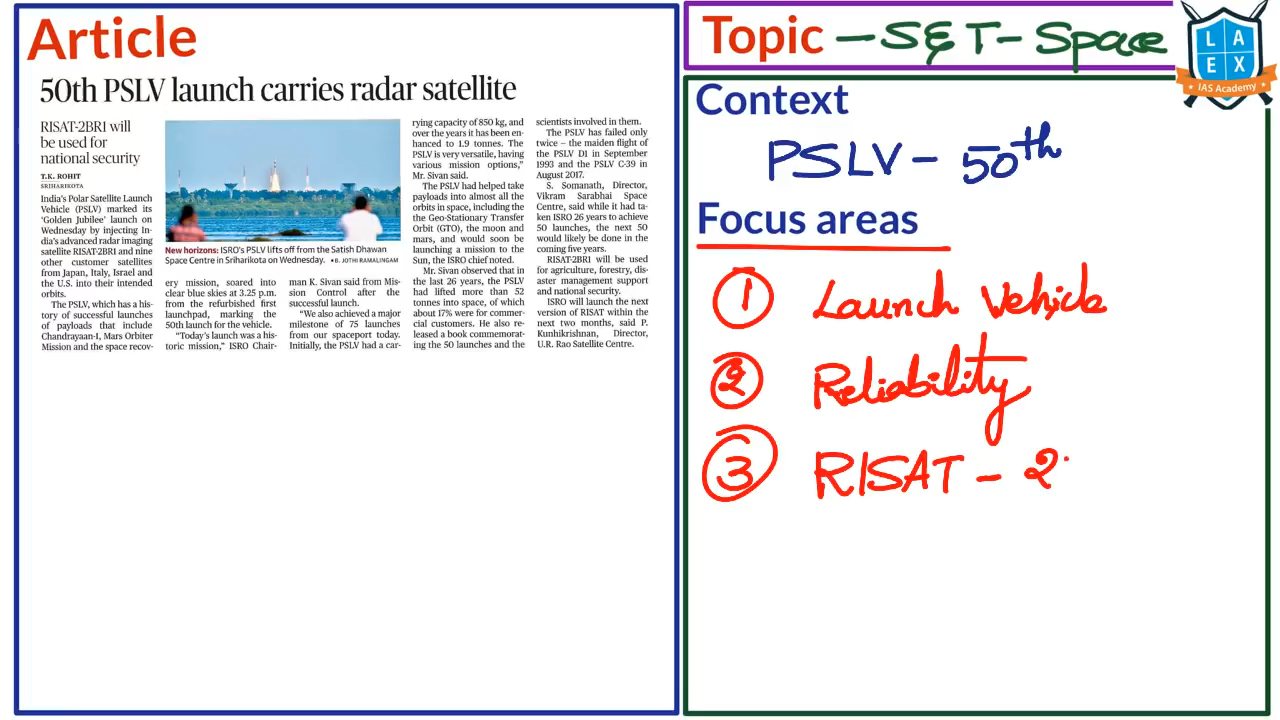 Article
50th PSLV launch carries radar satellite
RISAT-2BR1 will
be used for
national security
T.K. ROHIT
SRIHARIKOTA
India's Polar Satellite Launch
Vehicle (PSLV) marked its
'Golden Jubilee' launch on
Wednesday by injecting In-
dia's advanced radar imaging
satellite RISAT-2BR1 and nine
other customer satellites
from Japan, Italy, Israel and
the U.S. into their intended
orbits.
The PSLV, which has a his-
tory of successful launches
of payloads that include
Chandrayaan-I, Mars Orbiter
Mission and the space recov-
New horizons: ISRO's PSLV lifts off from the Satish Dhawan
Space Centre in Sriharikota on Wednesday. • B. JOTHI RAMALINGAM
ery mission, soared into
clear blue skies at 3.25 p.m.
from the refurbished first
launchpad, marking the
50th launch for the vehicle.
"Today's launch was a his-
toric mission," ISRO Chair-
man K. Sivan said from Mis-
sion Control after the
successful launch.
"We also achieved a major
milestone of 75 launches
from our spaceport today.
Initially, the PSLV had a car-
rying capacity of 850 kg, and
over the years it has been en-
hanced to 1.9 tonnes. The
PSLV is very versatile, having
various mission options,"
Mr. Sivan said.
The PSLV had helped take
payloads into almost all the
orbits in space, including the
the Geo-Stationary Transfer
Orbit (GTO), the moon and
mars, and would soon be
launching a mission to the
Sun, the ISRO chief noted.
Mr. Sivan observed that in
the last 26 years, the PSLV
had lifted more than 52
tonnes into space, of which
about 17% were for commer-
cial customers. He also re-
leased a book commemorat-
ing the 50 launches and the
scientists involved in them.
The PSLV has failed only
twice – the maiden flight of
the PSLV D1 in September
1993 and the PSLV C-39 in
August 2017.
S. Somanath, Director,
Vikram Sarabhai Space
Centre, said while it had ta-
ken ISRO 26 years to achieve
50 launches, the next 50
would likely be done in the
coming five years.
RISAT-2BR1 will be used
for agriculture, forestry, dis-
aster management support
and national security.
ISRO will launch the next
version of RISAT within the
next two months, said P.
Kunhikrishnan, Director,
U.R. Rao Satellite Centre.
Topic – S&T - Space
L A
E X
IAS Academy
Context
PSLV – 50th
Focus areas
1 Launch Vehicle
2 Reliability
3 RISAT – 2